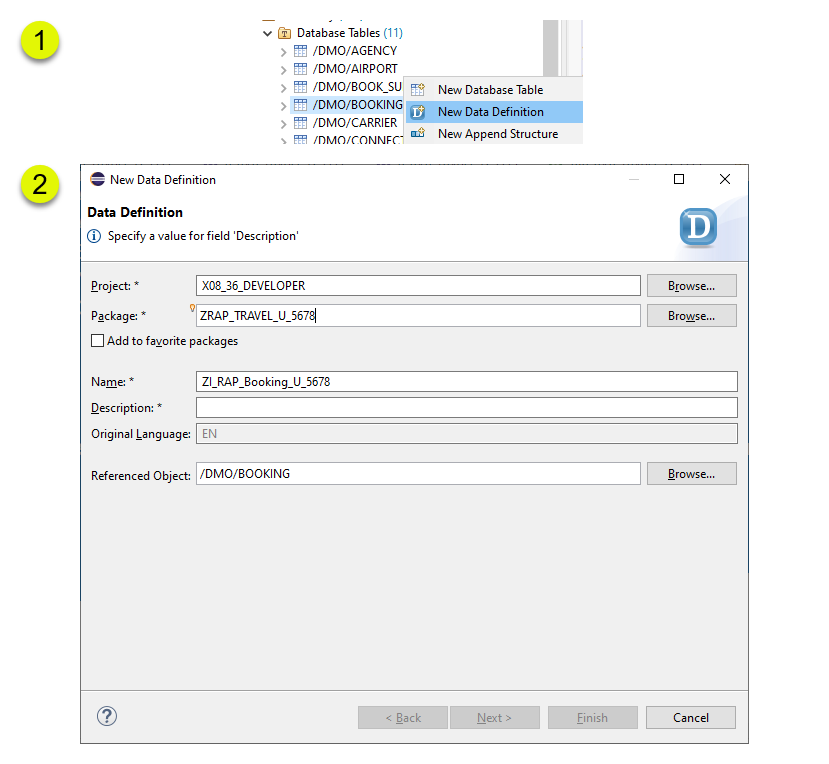 1
Database Tables (11)
/DMO/AGENCY
/DMO/AIRPORT
/DMO/BOOK_SU
/DMO/BOOKING
/DMO/CARRIER
/DMO/CONNECT
New Database Table
New Data Definition
New Append Structure
2
New Data Definition
Data Definition
Specify a value for field 'Description'
D
Project: * X08_36_DEVELOPER Browse...
Package: * ZRAP_TRAVEL_U_5678 Browse...
Add to favorite packages
Name: * ZI_RAP_Booking_U_5678
Description: *
Original Language: EN
Referenced Object: /DMO/BOOKING Browse...
? < Back Next > Finish Cancel